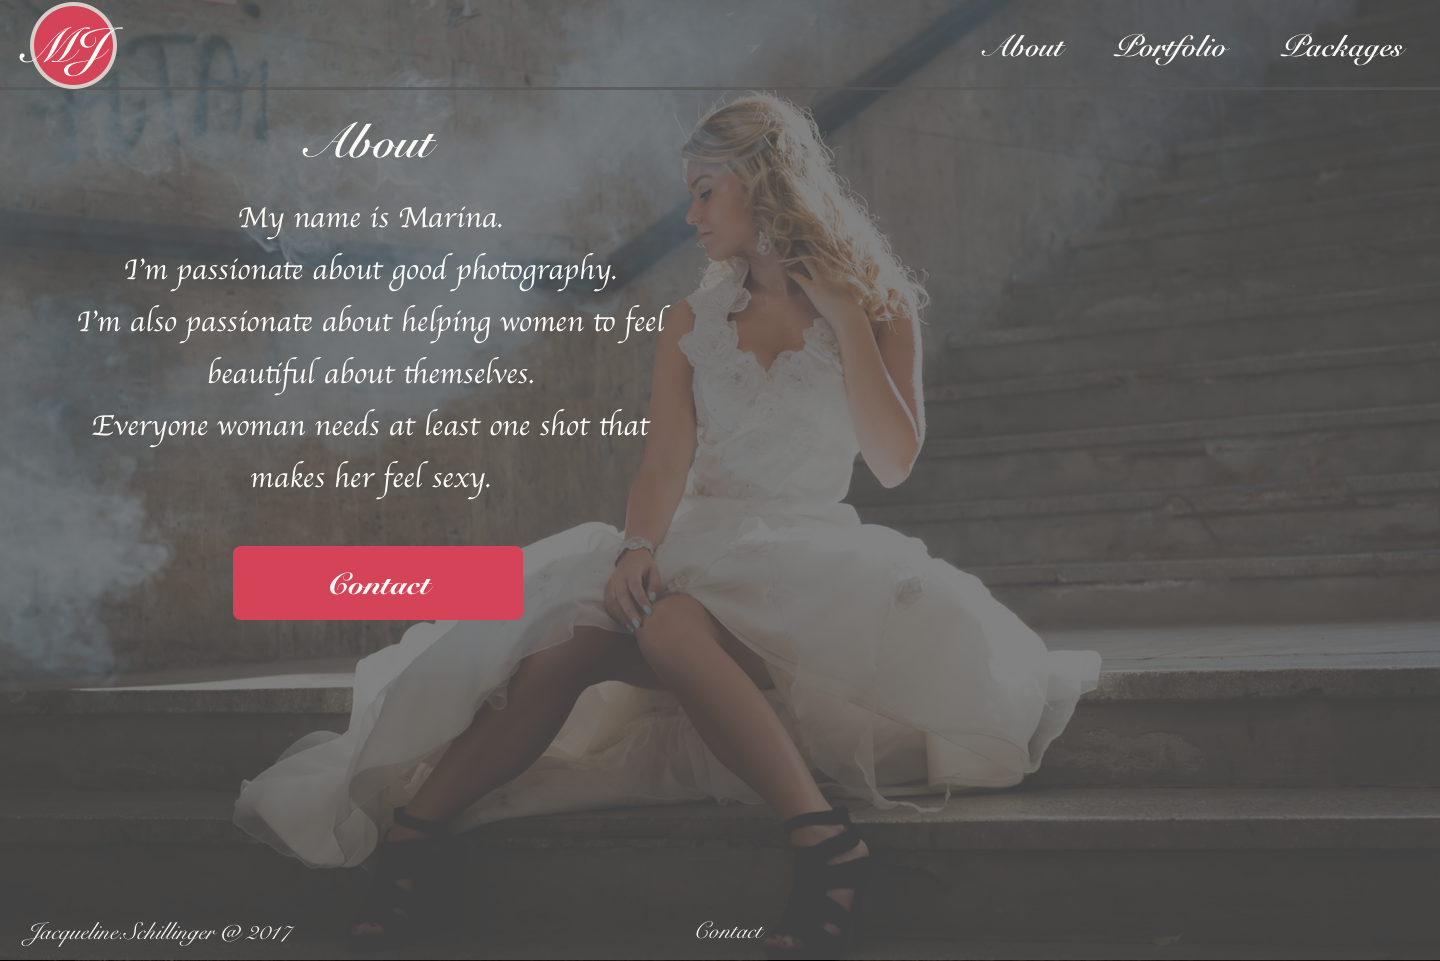 MJ
About Portfolio Packages
About
My name is Marina.
I'm passionate about good photography.
I'm also passionate about helping women to feel
beautiful about themselves.
Everyone woman needs at least one shot that
makes her feel sexy.
Contact
Jacqueline Schillinger @ 2017
Contact